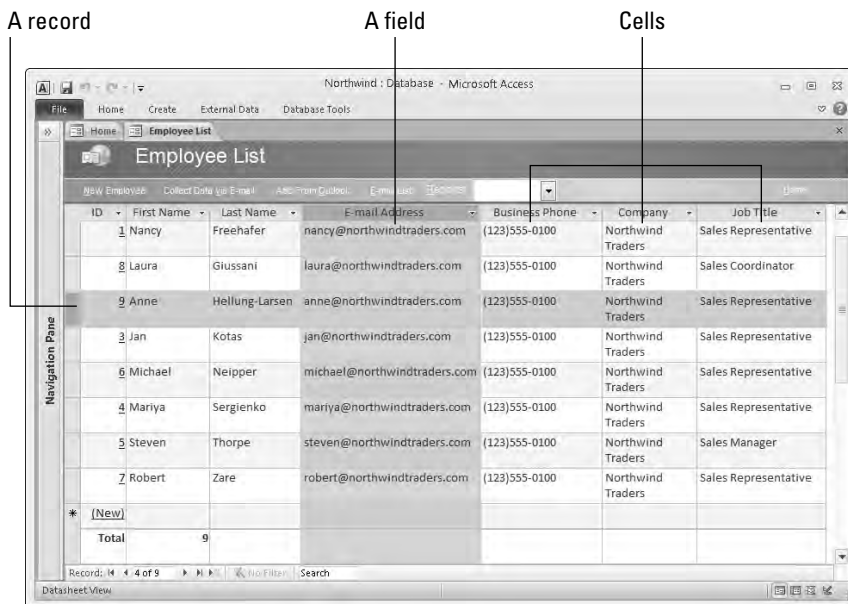 A record A field Cells
Northwind : Database - Microsoft Access
File Home Create External Data Database Tools
Home Employee List
Employee List
New Employee Collect Data via E-mail Add From Outlook E-mail List Reports Home
ID First Name Last Name E-mail Address Business Phone Company Job Title
1 Nancy Freehafer nancy@northwindtraders.com (123)555-0100 Northwind Traders Sales Representative
8 Laura Giussani laura@northwindtraders.com (123)555-0100 Northwind Traders Sales Coordinator
9 Anne Hellung-Larsen anne@northwindtraders.com (123)555-0100 Northwind Traders Sales Representative
3 Jan Kotas jan@northwindtraders.com (123)555-0100 Northwind Traders Sales Representative
6 Michael Neipper michael@northwindtraders.com (123)555-0100 Northwind Traders Sales Representative
4 Mariya Sergienko mariya@northwindtraders.com (123)555-0100 Northwind Traders Sales Representative
5 Steven Thorpe steven@northwindtraders.com (123)555-0100 Northwind Traders Sales Manager
7 Robert Zare robert@northwindtraders.com (123)555-0100 Northwind Traders Sales Representative
* (New)
Total 9
Navigation Pane
Record: 4 of 9 No Filter Search
Datasheet View